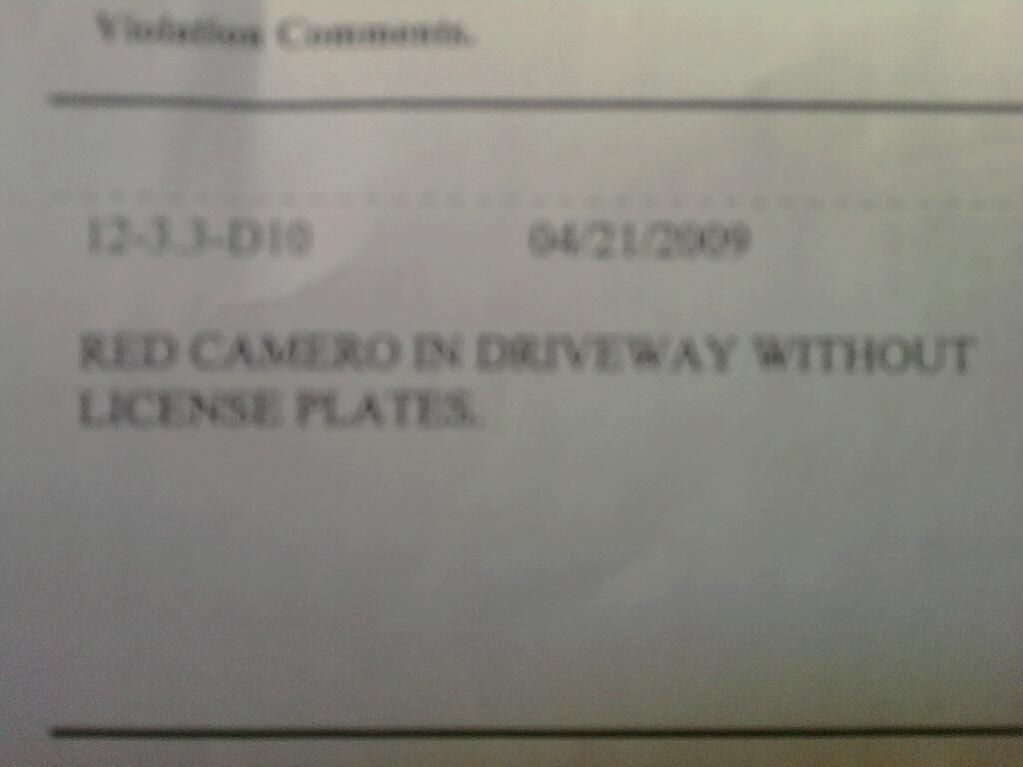 Violation Comments.
12-3.3-D10 04/21/2009
RED CAMERO IN DRIVEWAY WITHOUT
LICENSE PLATES.